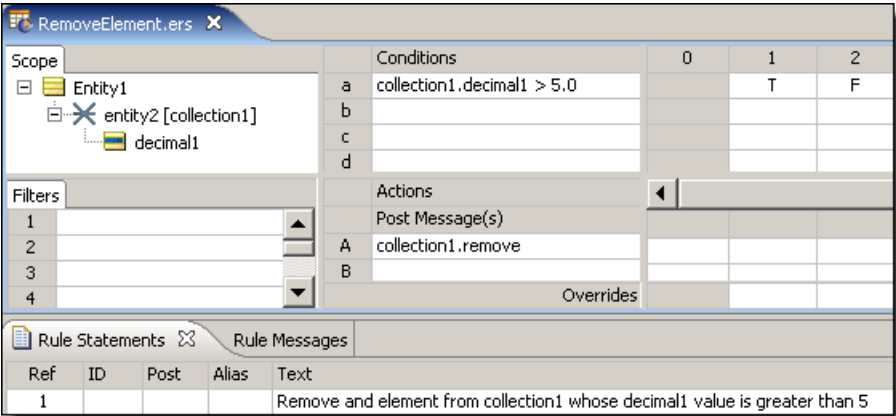 RemoveElement.ers
Scope
Entity1
entity2 [collection1]
decimal1
Conditions 0 1 2
a collection1.decimal1 > 5.0 T F
b
c
d
Filters
1
2
3
4
Actions
Post Message(s)
A collection1.remove
B
Overrides
Rule Statements Rule Messages
Ref ID Post Alias Text
1 Remove and element from collection1 whose decimal1 value is greater than 5